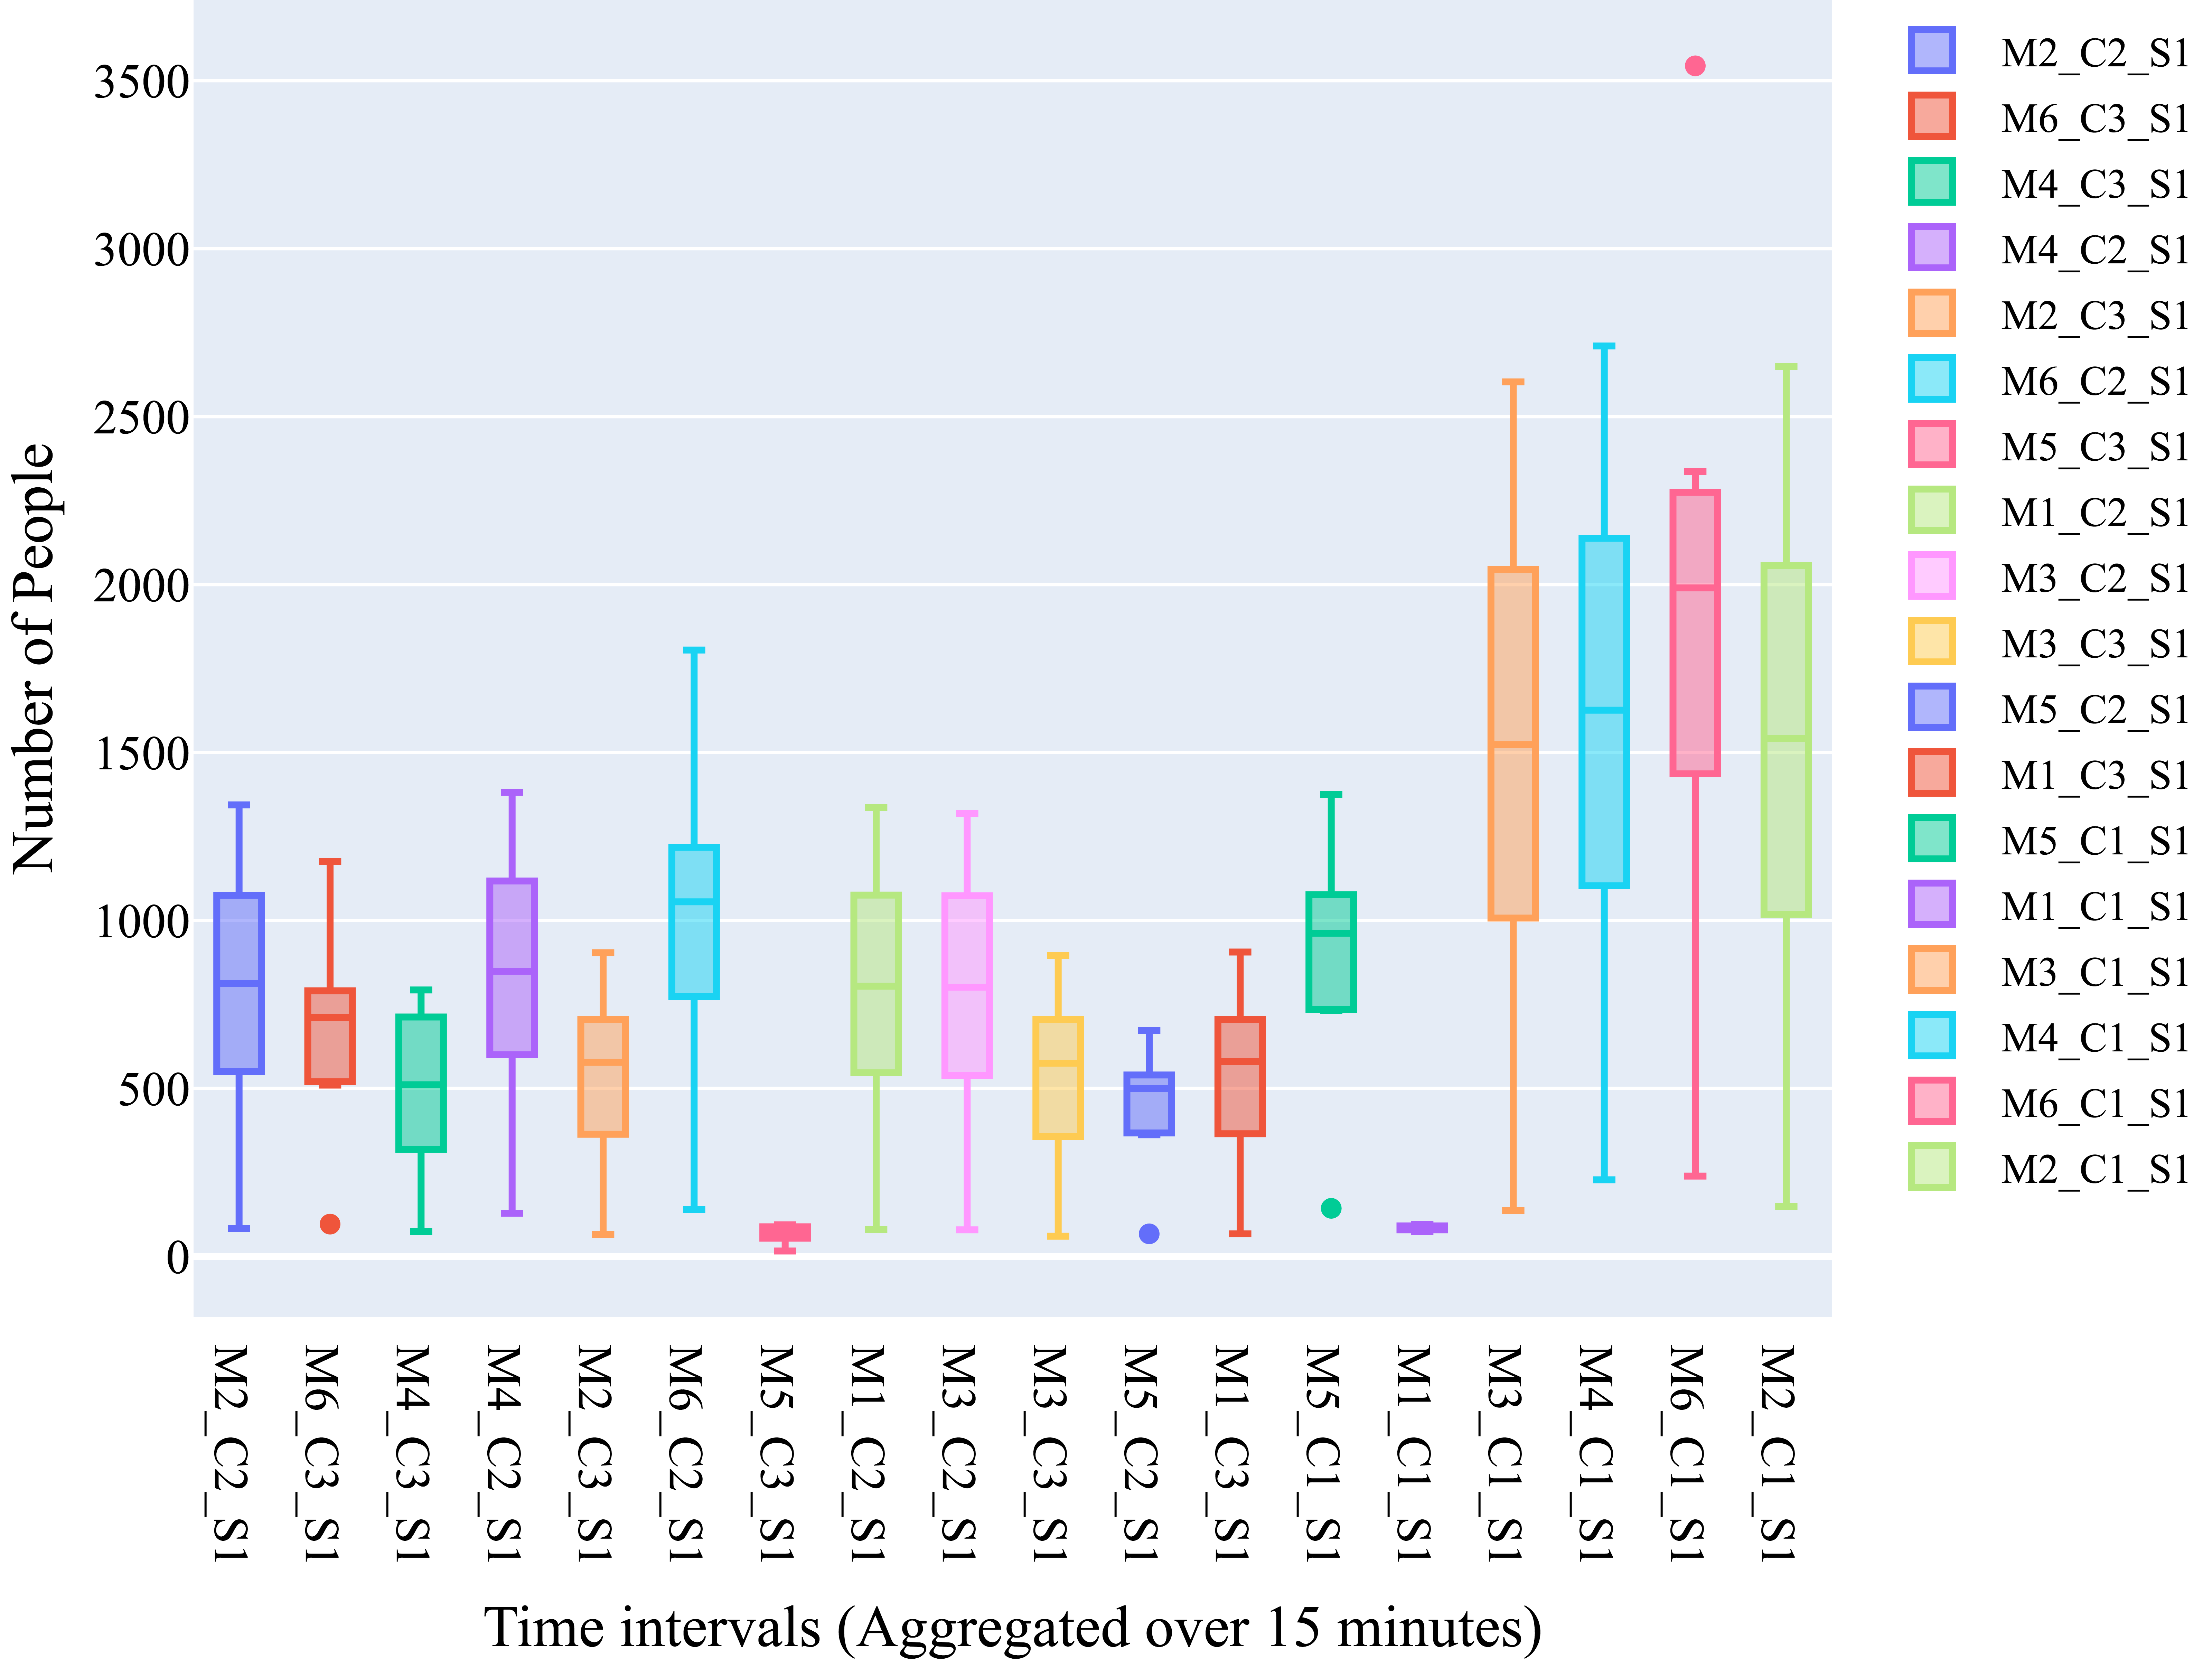 Number of People
3500
3000
2500
2000
1500
1000
500
0
M2_C2_S1
M6_C3_S1
M4_C3_S1
M4_C2_S1
M2_C3_S1
M6_C2_S1
M5_C3_S1
M1_C2_S1
M3_C2_S1
M3_C3_S1
M5_C2_S1
M1_C3_S1
M5_C1_S1
M1_C1_S1
M3_C1_S1
M4_C1_S1
M6_C1_S1
M2_C1_S1
Time intervals (Aggregated over 15 minutes)
M2_C2_S1
M6_C3_S1
M4_C3_S1
M4_C2_S1
M2_C3_S1
M6_C2_S1
M5_C3_S1
M1_C2_S1
M3_C2_S1
M3_C3_S1
M5_C2_S1
M1_C3_S1
M5_C1_S1
M1_C1_S1
M3_C1_S1
M4_C1_S1
M6_C1_S1
M2_C1_S1